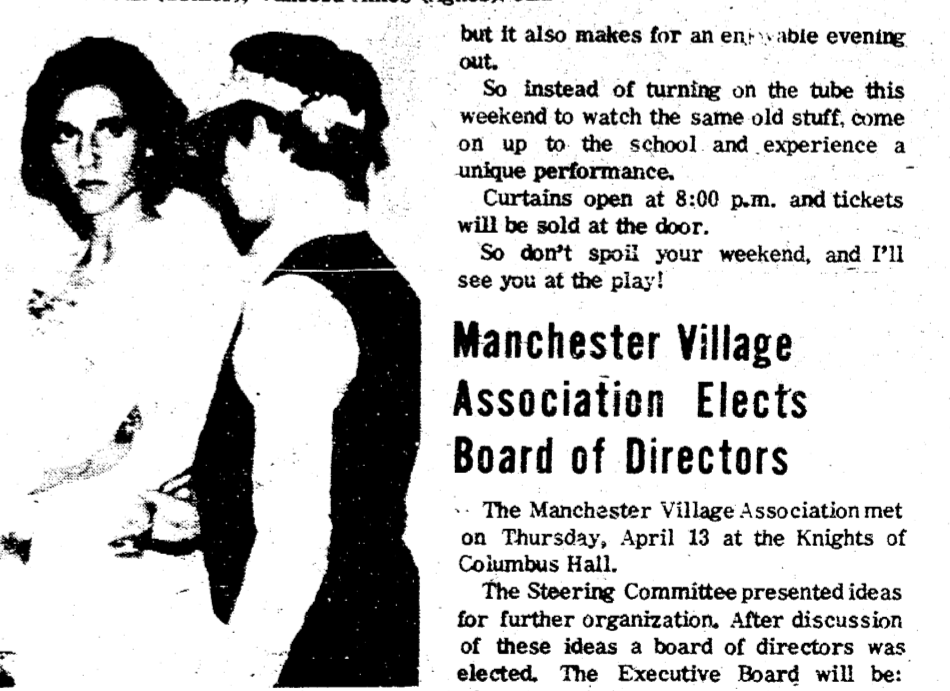 but it also makes for an enjoyable evening
out.
So instead of turning on the tube this
weekend to watch the same old stuff, come
on up to the school and experience a
unique performance.
Curtains open at 8:00 p.m. and tickets
will be sold at the door.
So don't spoil your weekend, and I'll
see you at the play!
Manchester Village
Association Elects
Board of Directors
The Manchester Village Association met
on Thursday, April 13 at the Knights of
Columbus Hall.
The Steering Committee presented ideas
for further organization. After discussion
of these ideas a board of directors was
elected. The Executive Board will be: